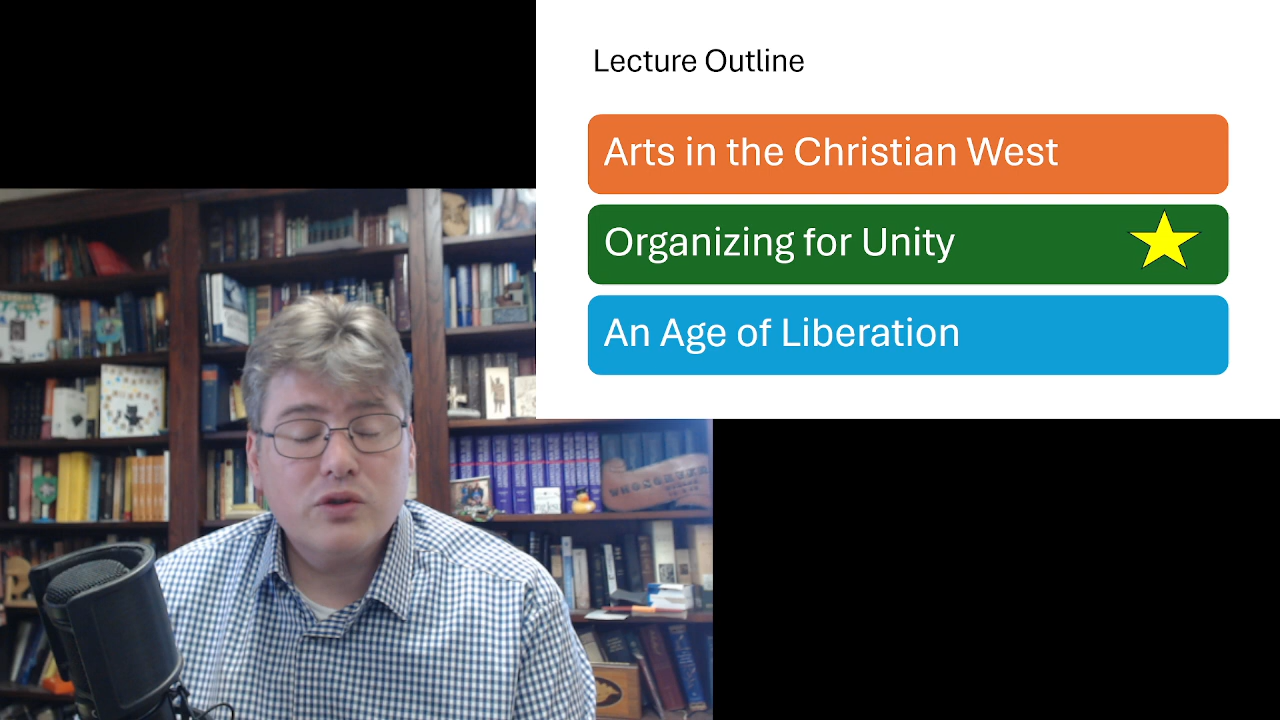 Lecture Outline
Arts in the Christian West
Organizing for Unity
An Age of Liberation